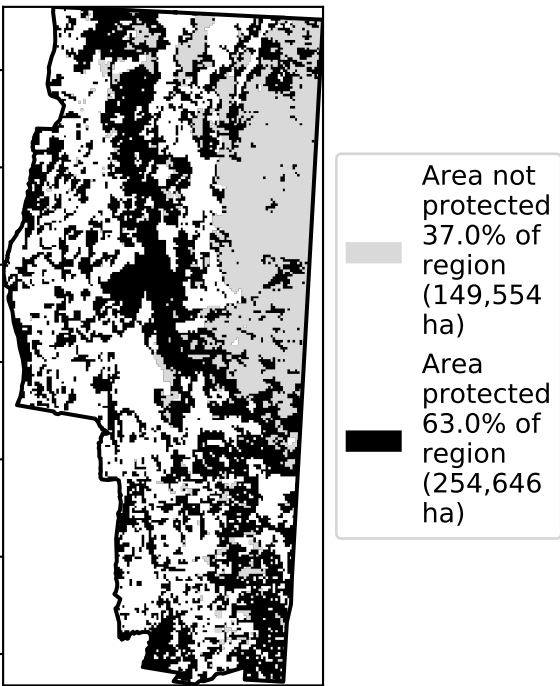 Area not
protected
37.0% of
region
(149,554
ha)
Area
protected
63.0% of
region
(254,646
ha)